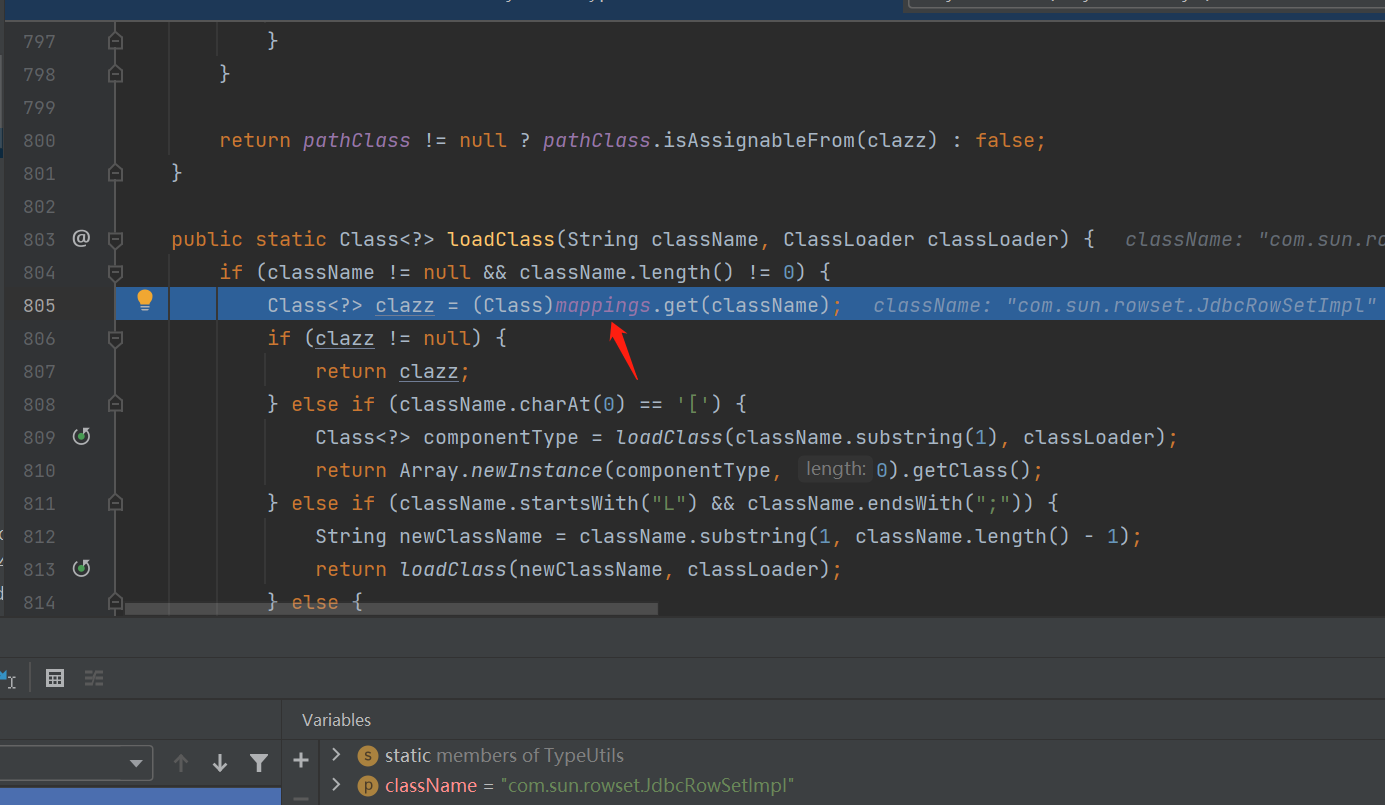 797 }
798 }
799
800 return pathClass != null ? pathClass.isAssignableFrom(clazz) : false;
801 }
802
803 @ public static Class<?> loadClass(String className, ClassLoader classLoader) { className: "com.sun.ro
804 if (className != null && className.length() != 0) {
805 Class<?> clazz = (Class)mappings.get(className); className: "com.sun.rowset.JdbcRowSetImpl"
806 if (clazz != null) {
807 return clazz;
808 } else if (className.charAt(0) == '[') {
809 Class<?> componentType = loadClass(className.substring(1), classLoader);
810 return Array.newInstance(componentType, length: 0).getClass();
811 } else if (className.startsWith("L") && className.endsWith(";")) {
812 String newClassName = className.substring(1, className.length() - 1);
813 return loadClass(newClassName, classLoader);
814 } else {
Variables
s static members of TypeUtils
p className = "com.sun.rowset.JdbcRowSetImpl"